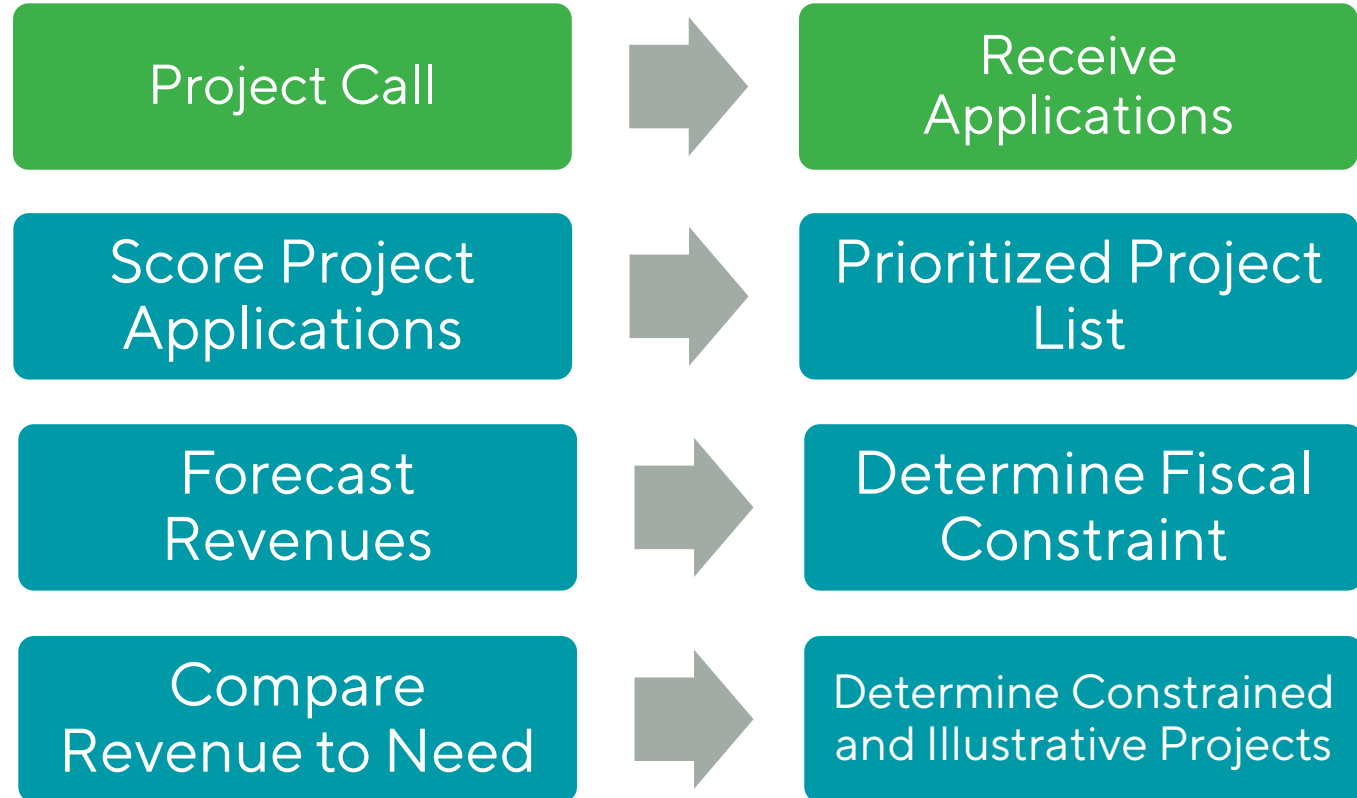 Project Call
Receive
Applications
Score Project
Applications
Prioritized Project
List
Forecast
Revenues
Determine Fiscal
Constraint
Compare
Revenue to Need
Determine Constrained
and Illustrative Projects